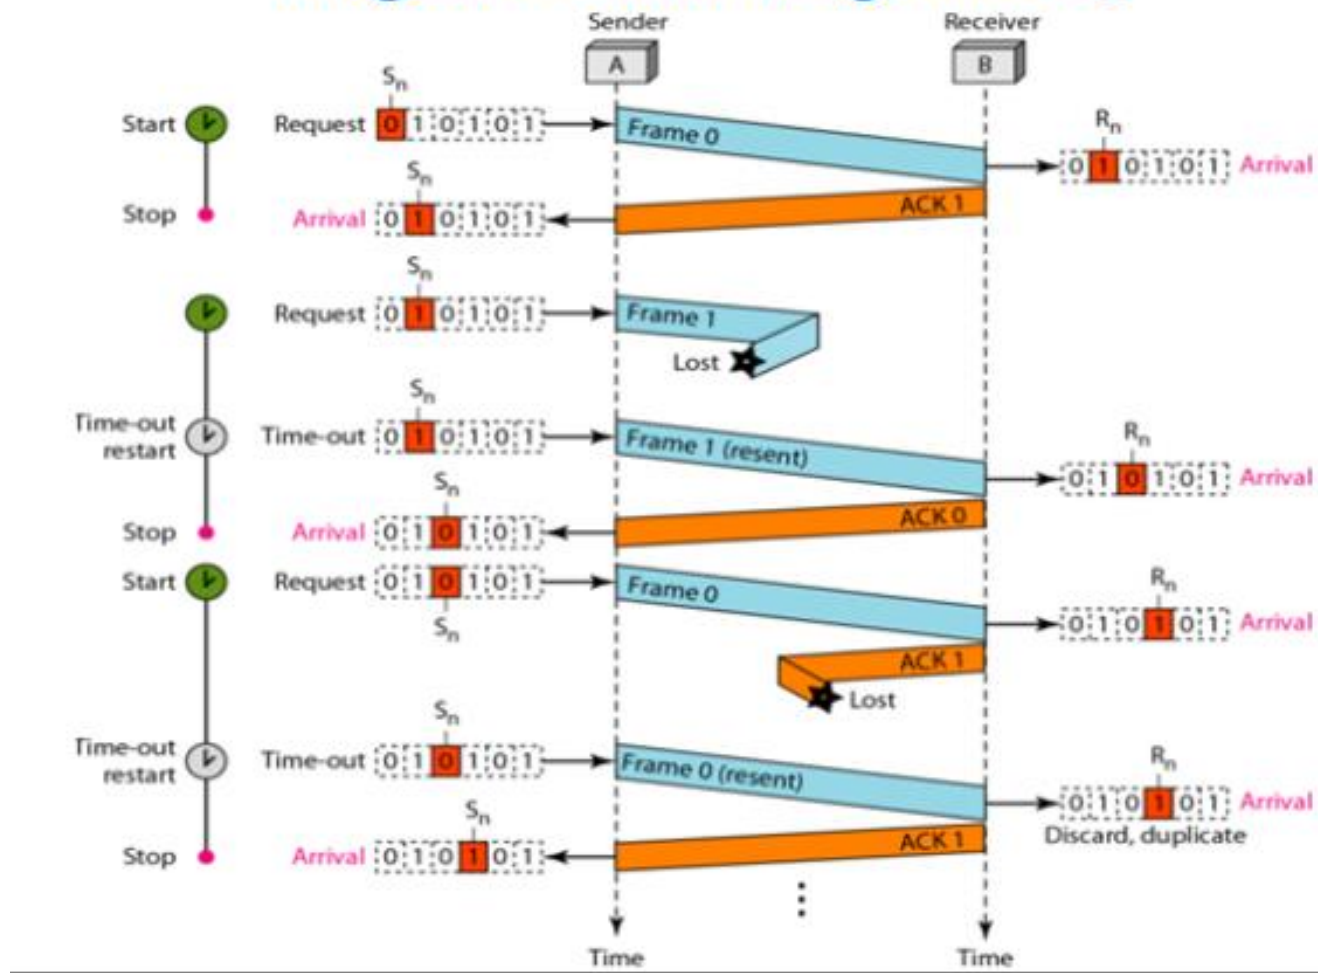 Sender Receiver
A B
Sn
Start Request 0 1 0 1 0 1 Frame 0
Rn
0 1 0 1 0 1 Arrival
Sn
Stop Arrival 0 1 0 1 0 1 ACK 1
Sn
Request 0 1 0 1 0 1 Frame 1
Lost
Sn
Time-out
restart
Time-out 0 1 0 1 0 1 Frame 1 (resent)
Rn
0 1 0 1 0 1 Arrival
Sn
Stop Arrival 0 1 0 1 0 1 ACK 0
Start Request 0 1 0 1 0 1 Frame 0
Sn
Rn
0 1 0 1 0 1 Arrival
ACK 1
Lost
Sn
Time-out
restart
Time-out 0 1 0 1 0 1 Frame 0 (resent)
Rn
0 1 0 1 0 1 Arrival
Discard, duplicate
Sn
Stop Arrival 0 1 0 1 0 1 ACK 1
Time Time